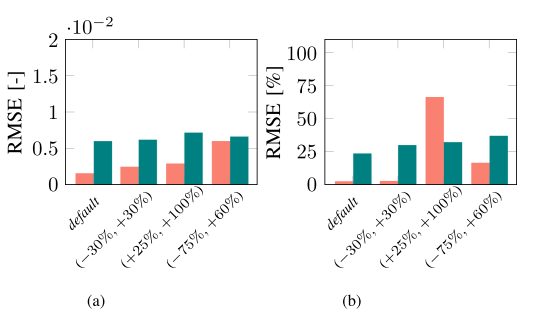 ·10−2
2
1.5
1
0.5
0
RMSE [-]
default
(−30%, +30%)
(+25%, +100%)
(−75%, +60%)
(a)
100
75
50
25
0
RMSE [%]
default
(−30%, +30%)
(+25%, +100%)
(−75%, +60%)
(b)